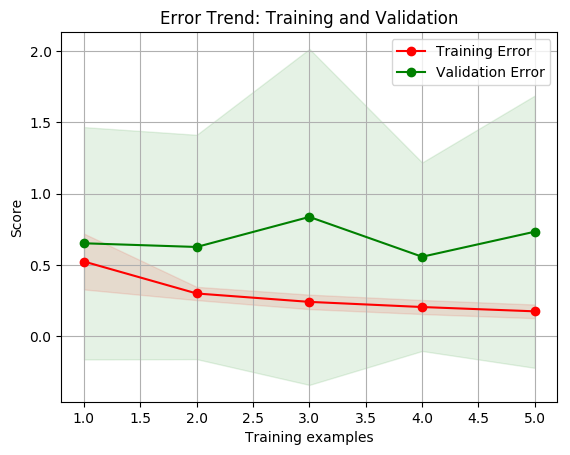 Error Trend: Training and Validation
Training Error
Validation Error
2.0
1.5
1.0
0.5
0.0
Score
1.0 1.5 2.0 2.5 3.0 3.5 4.0 4.5 5.0
Training examples